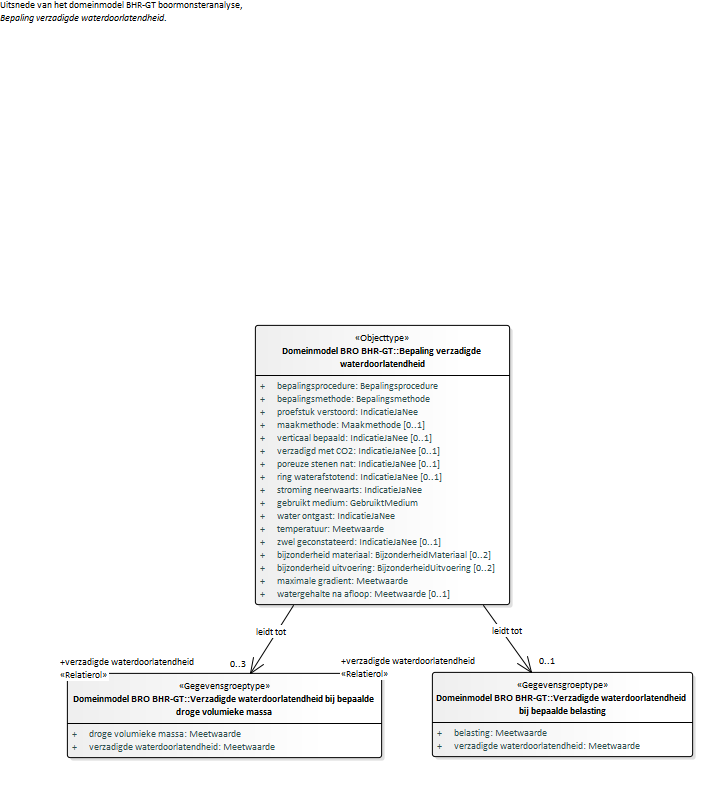 Uitsnede van het domeinmodel BHR-GT boormonsteranalyse,
Bepaling verzadigde waterdoorlatendheid.
«Objecttype»
Domeinmodel BRO BHR-GT::Bepaling verzadigde
waterdoorlatendheid
+ bepalingsprocedure: Bepalingsprocedure
+ bepalingsmethode: Bepalingsmethode
+ proefstuk verstoord: IndicatieJaNee
+ maakmethode: Maakmethode [0..1]
+ verticaal bepaald: IndicatieJaNee [0..1]
+ verzadigd met CO2: IndicatieJaNee [0..1]
+ poreuze stenen nat: IndicatieJaNee [0..1]
+ ring waterafstotend: IndicatieJaNee [0..1]
+ stroming neerwaarts: IndicatieJaNee
+ gebruikt medium: GebruiktMedium
+ water ontgast: IndicatieJaNee
+ temperatuur: Meetwaarde
+ zwel geconstateerd: IndicatieJaNee [0..1]
+ bijzonderheid materiaal: BijzonderheidMateriaal [0..2]
+ bijzonderheid uitvoering: BijzonderheidUitvoering [0..2]
+ maximale gradient: Meetwaarde
+ watergehalte na afloop: Meetwaarde [0..1]
leidt tot
leidt tot
+verzadigde waterdoorlatendheid
0..3
«Relatierol»
+verzadigde waterdoorlatendheid
0..1
«Relatierol»
«Gegevensgroeptype»
Domeinmodel BRO BHR-GT::Verzadigde waterdoorlatendheid bij bepaalde
droge volumieke massa
+ droge volumieke massa: Meetwaarde
+ verzadigde waterdoorlatendheid: Meetwaarde
«Gegevensgroeptype»
Domeinmodel BRO BHR-GT::Verzadigde waterdoorlatendheid
bij bepaalde belasting
+ belasting: Meetwaarde
+ verzadigde waterdoorlatendheid: Meetwaarde